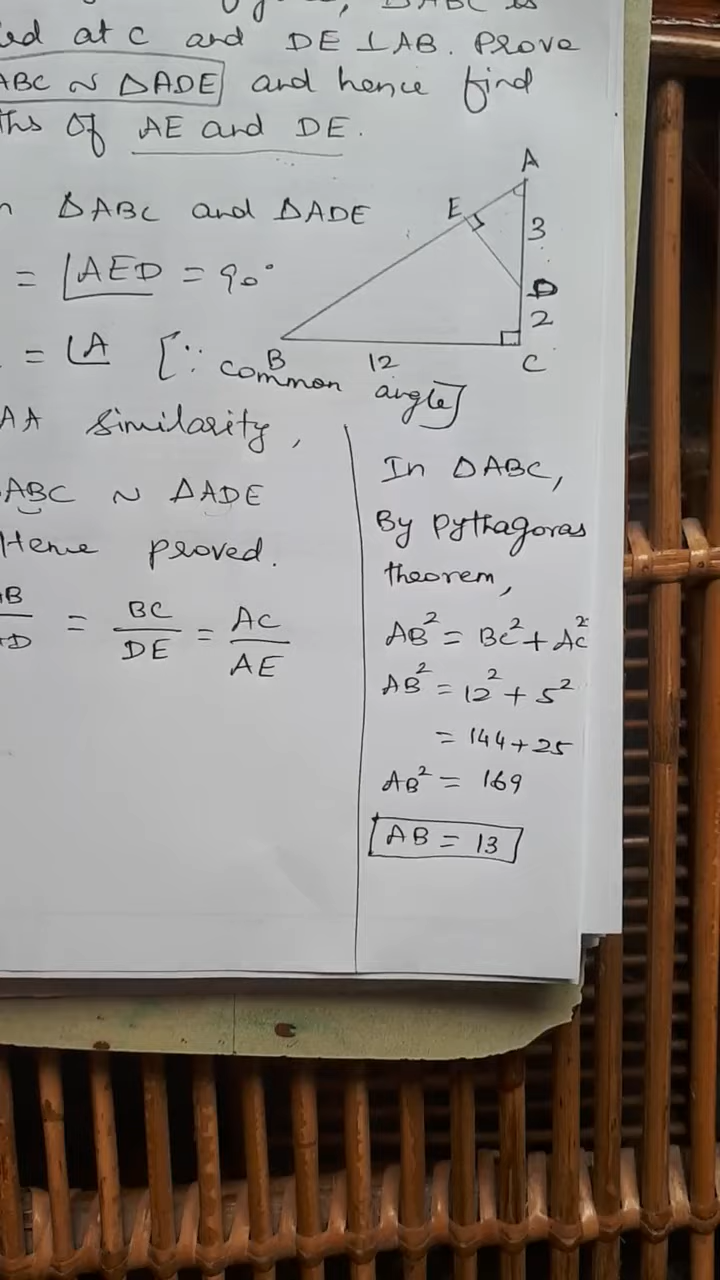 , ΔABC is
ed at C and DE ⊥ AB. Prove
ABC ~ ΔADE and hence find
ths of AE and DE.
n ΔABC and ΔADE
= ∠AED = 90°
= ∠A [∵ common angle]
AA similarity,
ABC ~ ΔADE
Hence proved.
B/D = BC/DE = AC/AE
A
E
3
D
2
B
12
C
In ΔABC,
By Pythagoras
theorem,
AB² = BC² + AC²
AB² = 12² + 5²
= 144 + 25
AB² = 169
AB = 13